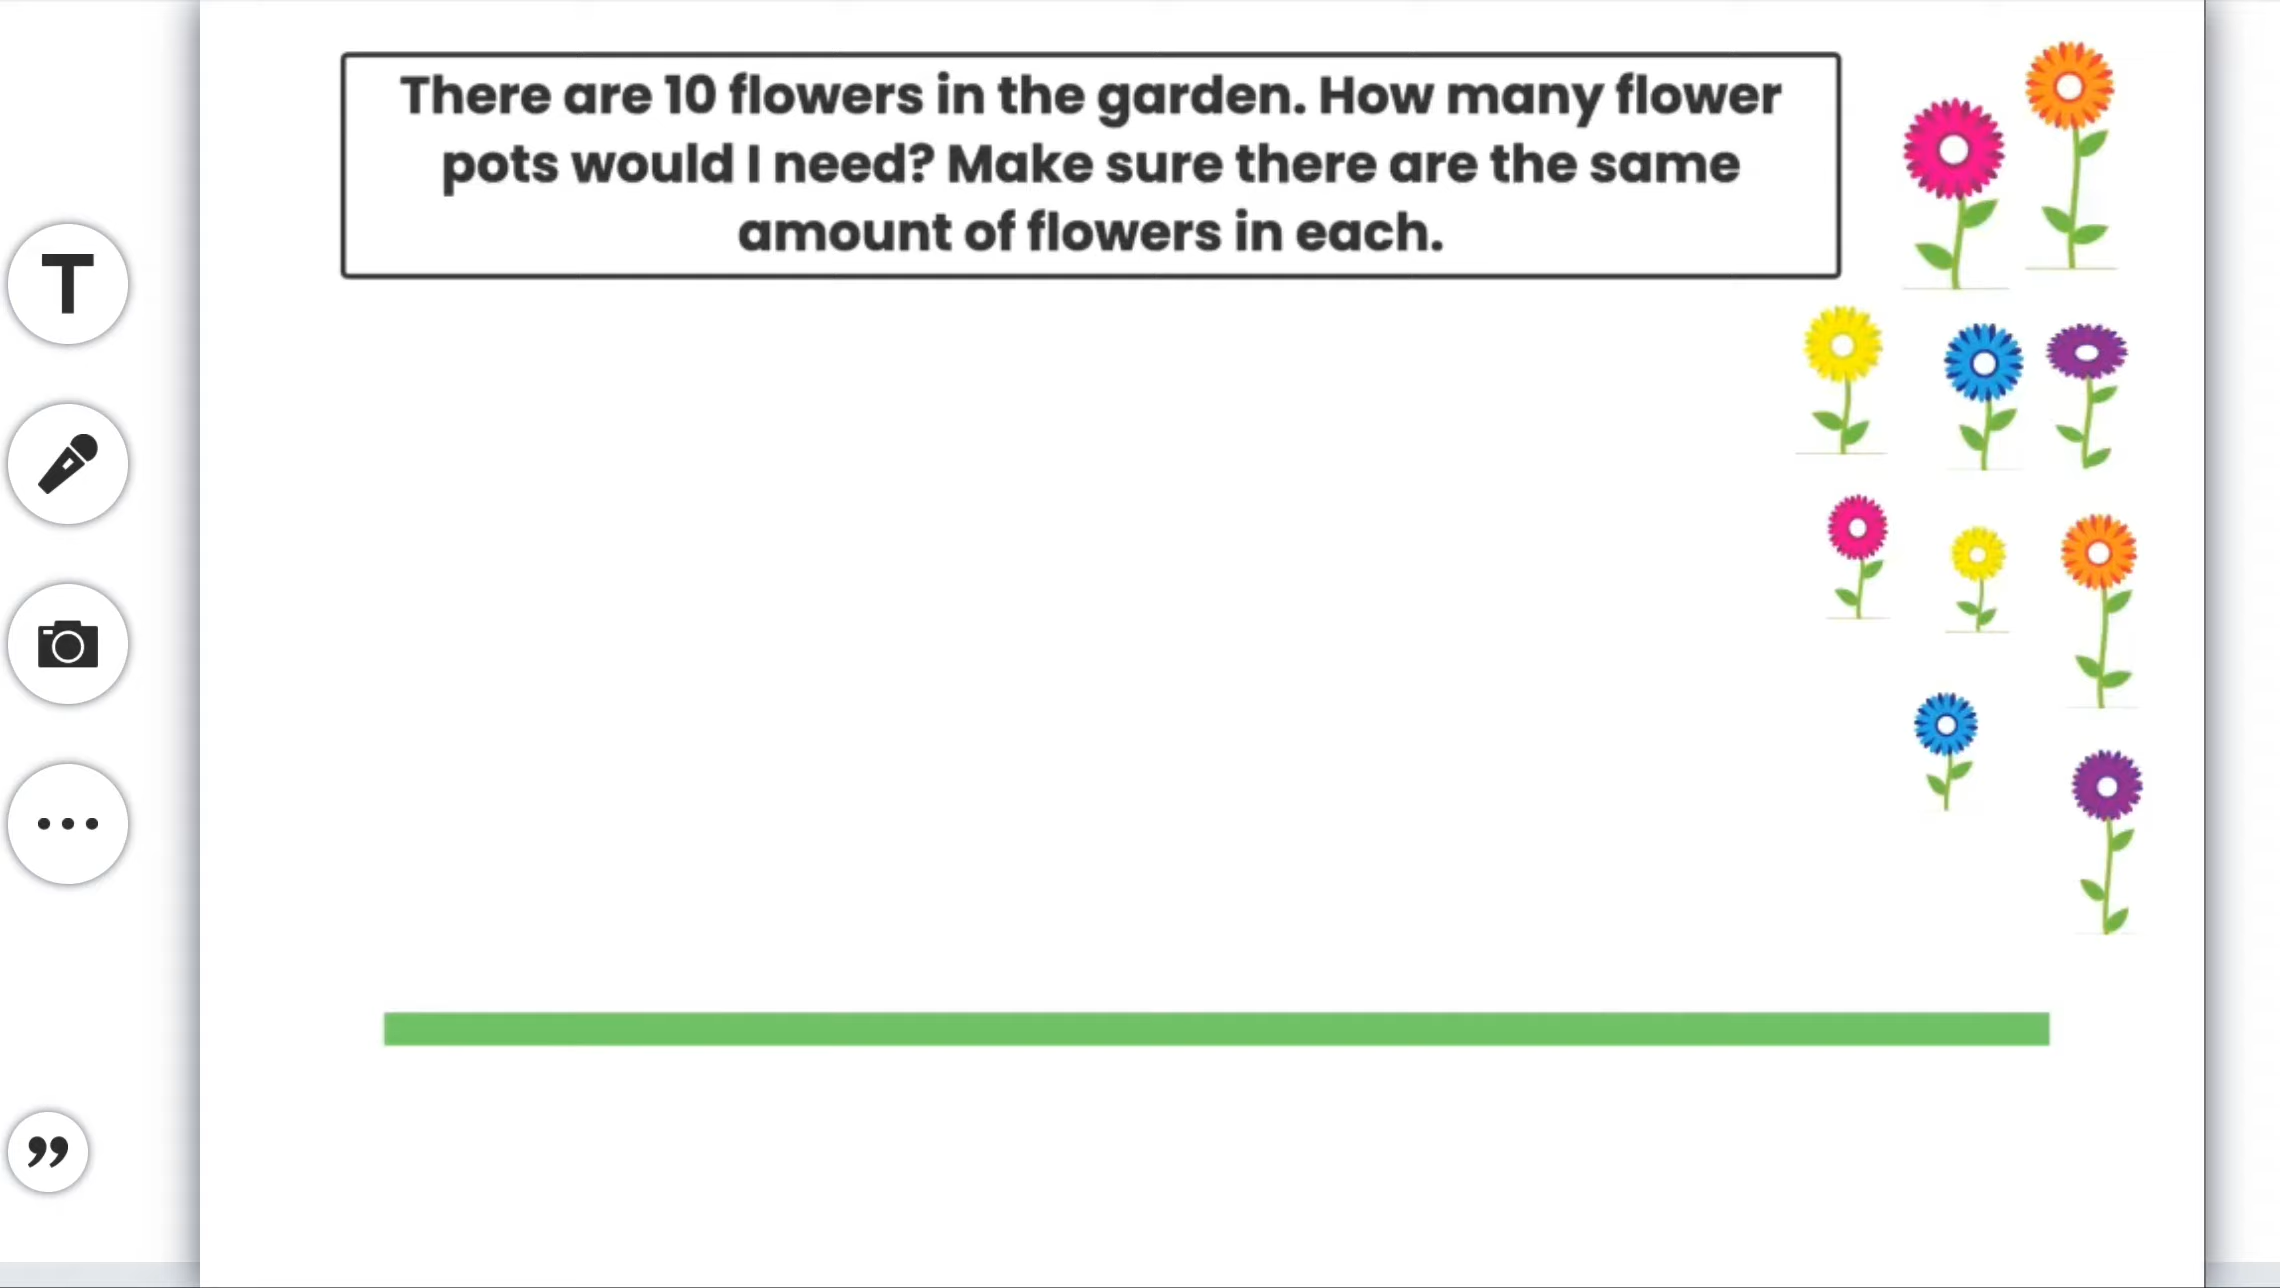 There are 10 flowers in the garden. How many flower
pots would I need? Make sure there are the same
amount of flowers in each.
T